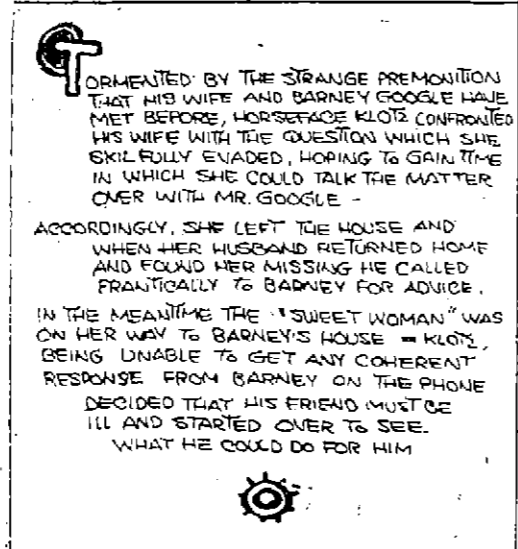 TORMENTED BY THE STRANGE PREMONITION
THAT HIS WIFE AND BARNEY GOOGLE HAVE
MET BEFORE, HORSEFACE KLOTZ CONFRONTED
HIS WIFE WITH THE QUESTION WHICH SHE
SKILFULLY EVADED, HOPING TO GAIN TIME
IN WHICH SHE COULD TALK THE MATTER
OVER WITH MR. GOOGLE -
ACCORDINGLY, SHE LEFT THE HOUSE AND
WHEN HER HUSBAND RETURNED HOME
AND FOUND HER MISSING HE CALLED
FRANTICALLY TO BARNEY FOR ADVICE.
IN THE MEANTIME THE "SWEET WOMAN" WAS
ON HER WAY TO BARNEY'S HOUSE = KLOTZ,
BEING UNABLE TO GET ANY COHERENT
RESPONSE FROM BARNEY ON THE PHONE
DECIDED THAT HIS FRIEND MUST BE
ILL AND STARTED OVER TO SEE.
WHAT HE COULD DO FOR HIM